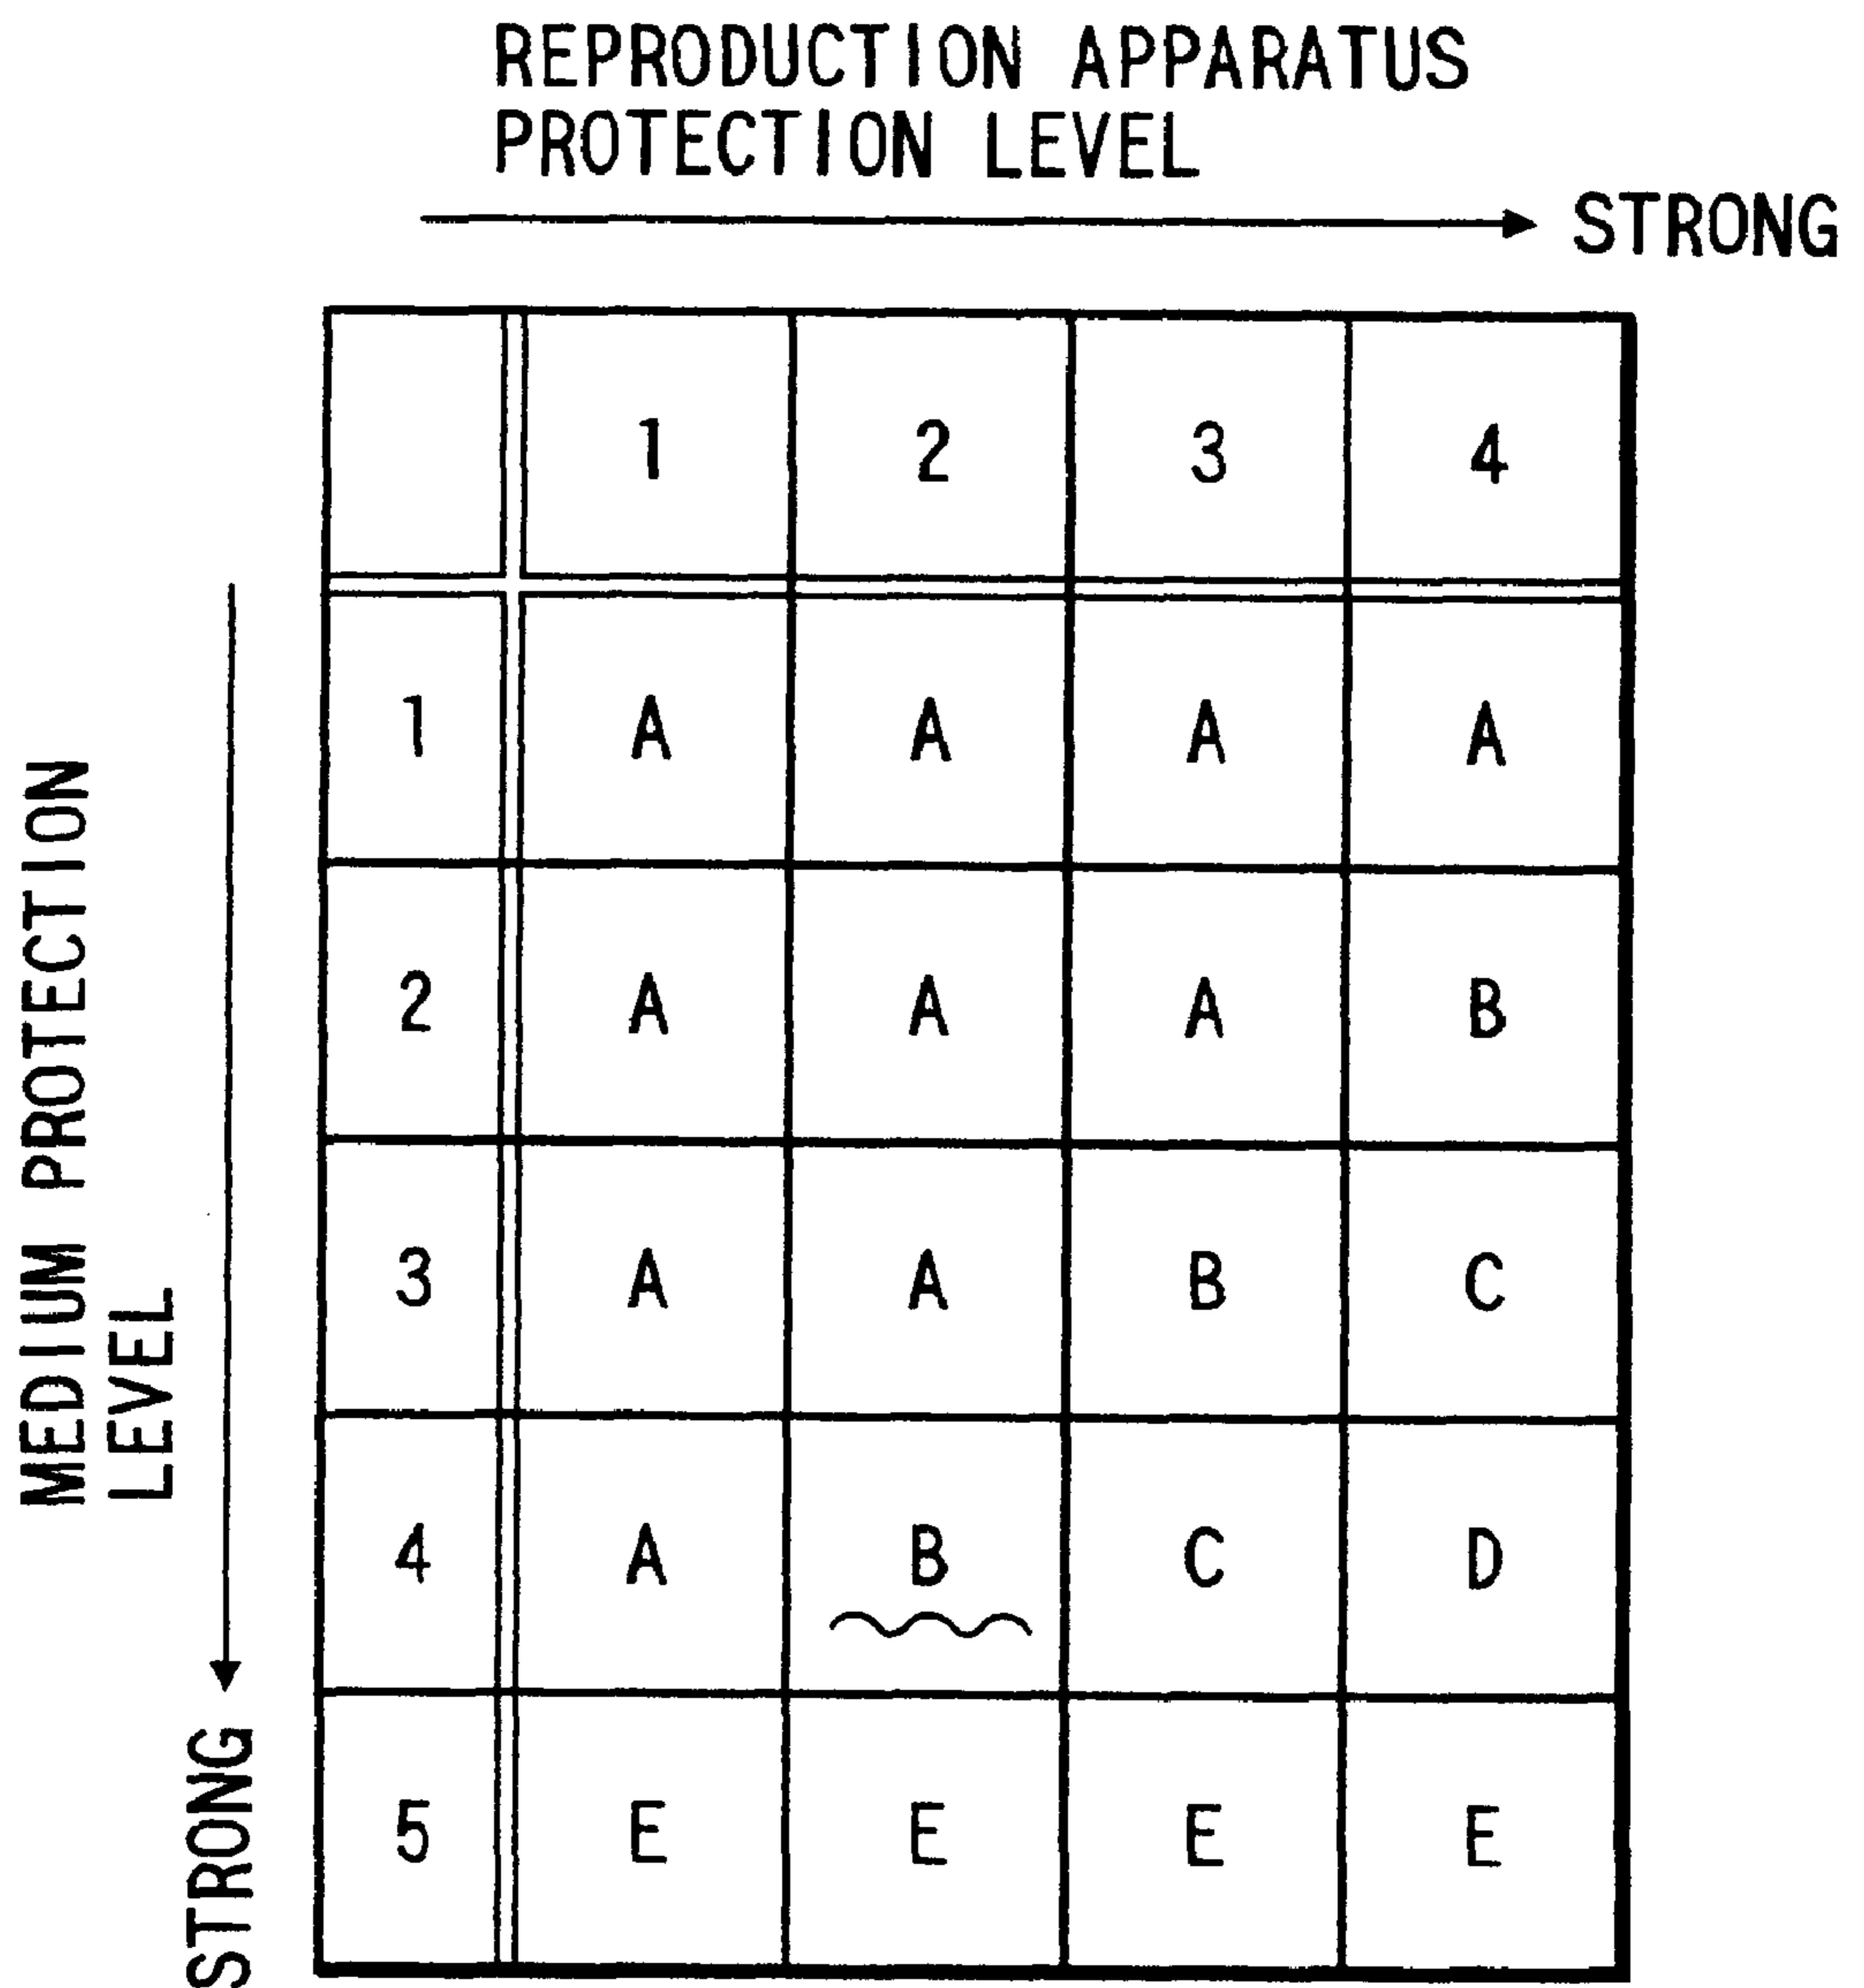 REPRODUCTION APPARATUS
PROTECTION LEVEL
STRONG
1 2 3 4
1 A A A A
2 A A A B
3 A A B C
4 A B C D
5 E E E E
MEDIUM PROTECTION
LEVEL
STRONG